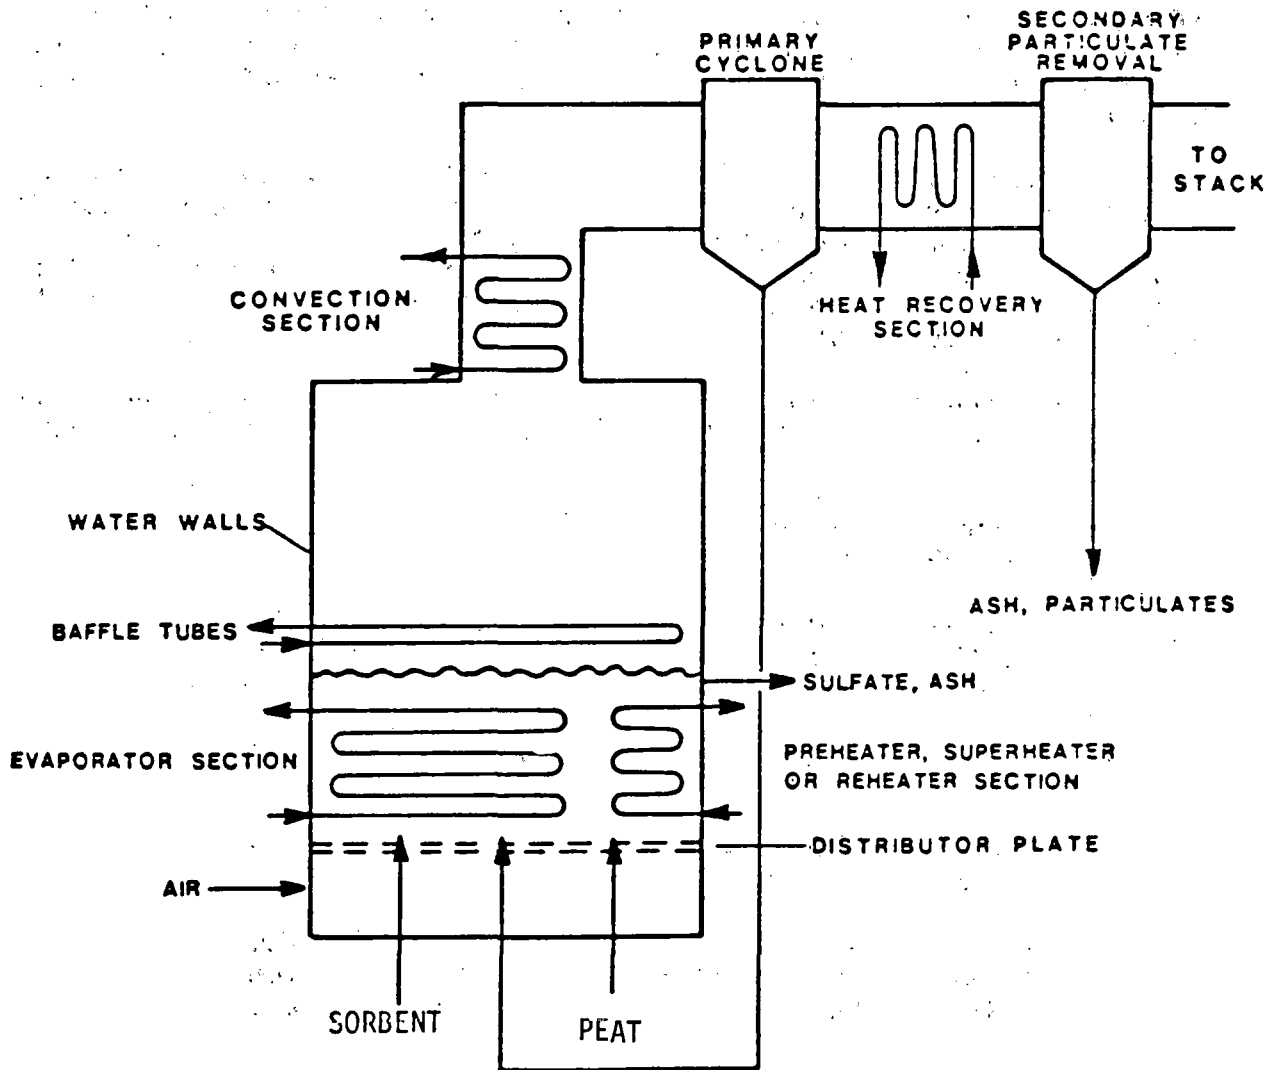 PRIMARY
CYCLONE
SECONDARY
PARTICULATE
REMOVAL
TO
STACK
CONVECTION
SECTION
HEAT RECOVERY
SECTION
WATER WALLS
ASH, PARTICULATES
BAFFLE TUBES
SULFATE, ASH
EVAPORATOR SECTION
PREHEATER, SUPERHEATER
OR REHEATER SECTION
DISTRIBUTOR PLATE
AIR
SORBENT
PEAT